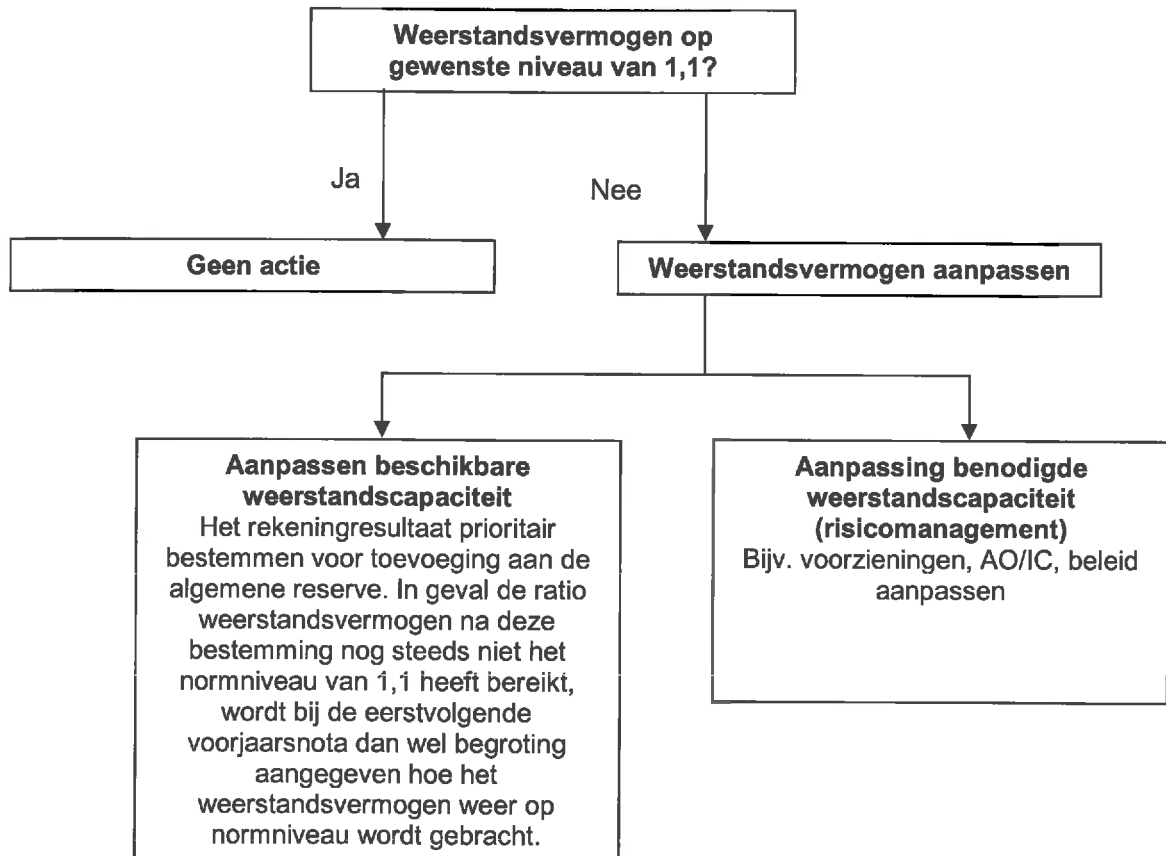 Weerstandsvermogen op
gewenste niveau van 1,1?
Ja
Nee
Geen actie
Weerstandsvermogen aanpassen
Aanpassen beschikbare
weerstandscapaciteit
Het rekeningresultaat prioritair
bestemmen voor toevoeging aan de
algemene reserve. In geval de ratio
weerstandsvermogen na deze
bestemming nog steeds niet het
normniveau van 1,1 heeft bereikt,
wordt bij de eerstvolgende
voorjaarsnota dan wel begroting
aangegeven hoe het
weerstandsvermogen weer op
normniveau wordt gebracht.
Aanpassing benodigde
weerstandscapaciteit
(risicomanagement)
Bijv. voorzieningen, AO/IC, beleid
aanpassen